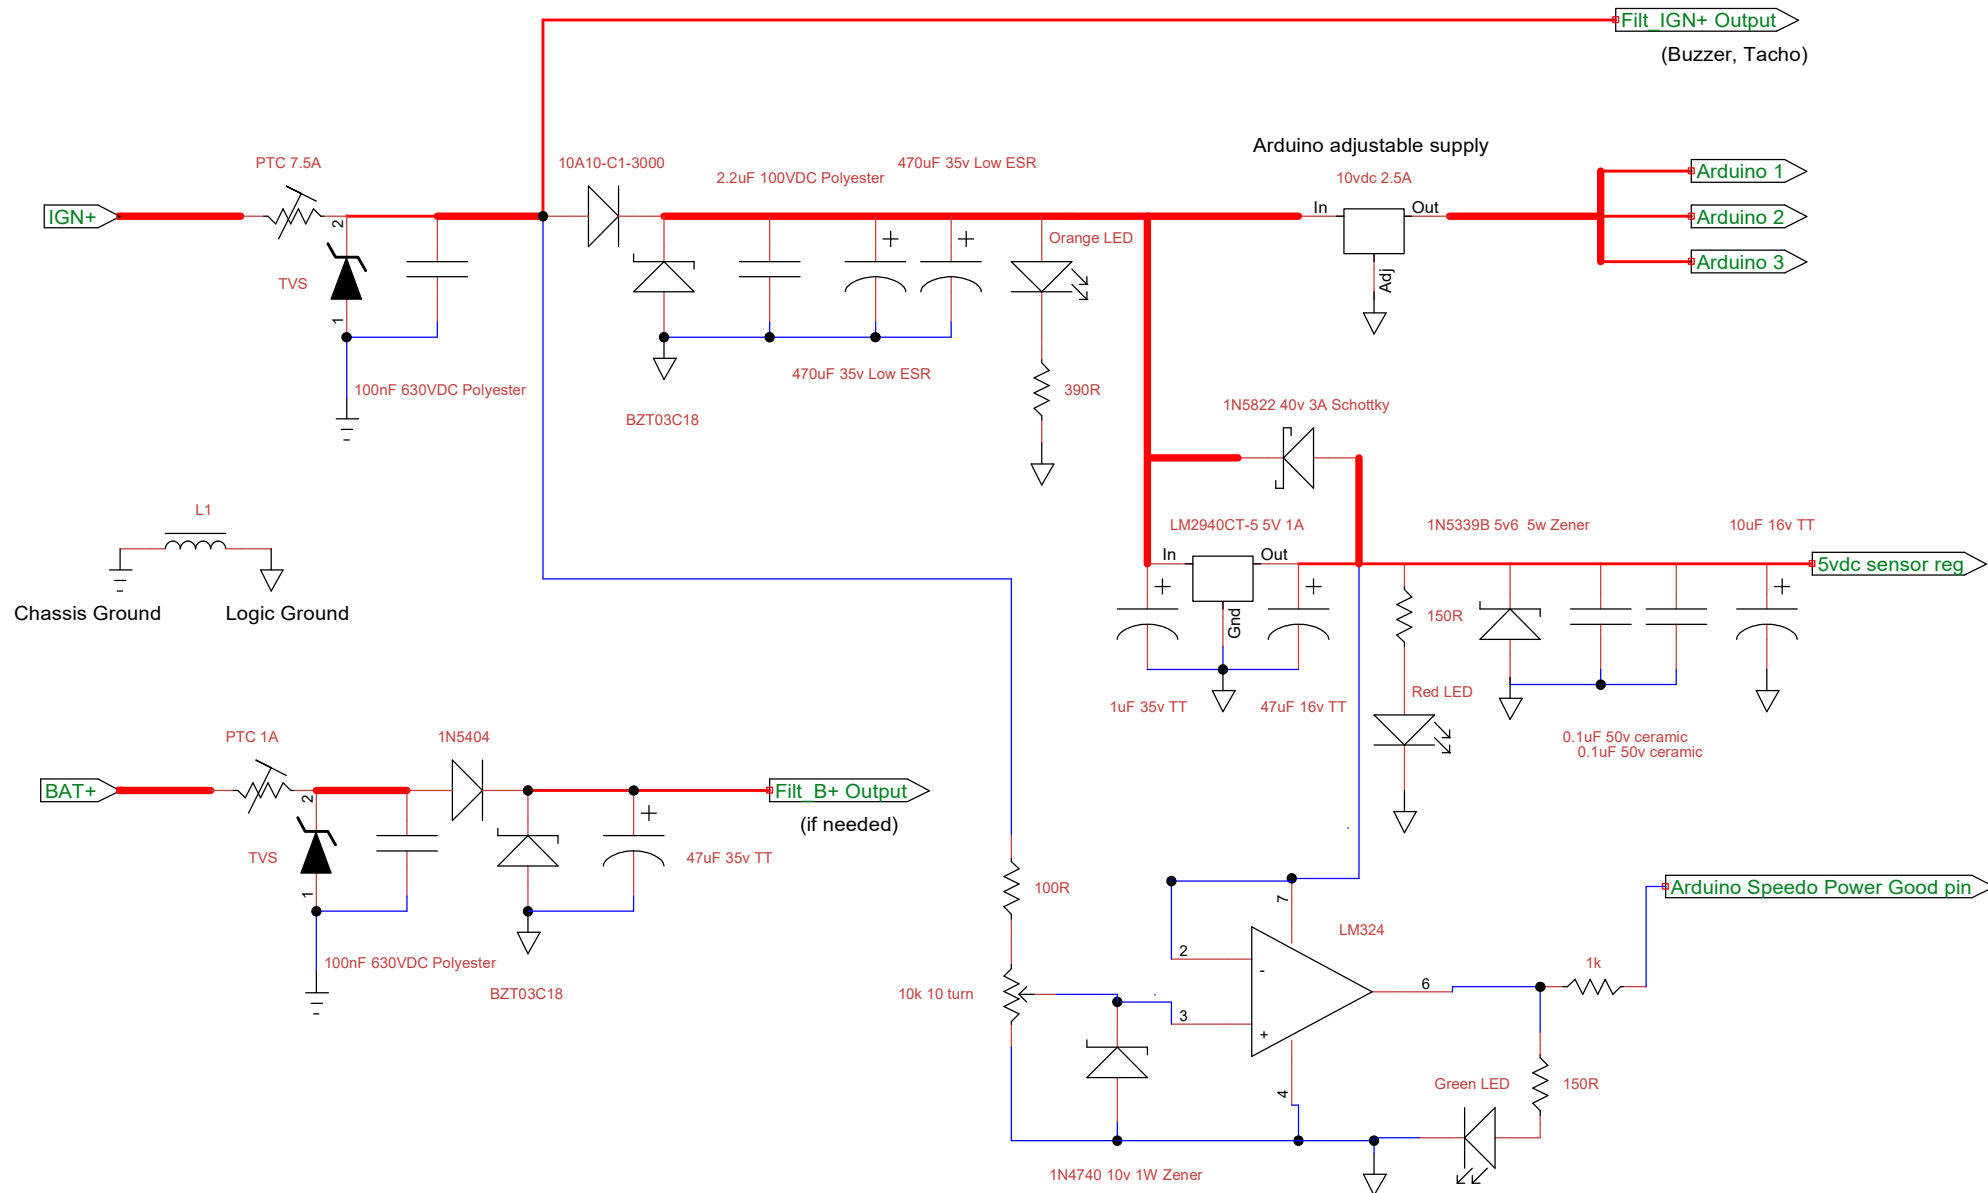 Filt_IGN+ Output
(Buzzer, Tacho)
Arduino adjustable supply
PTC 7.5A
10A10-C1-3000
470uF 35v Low ESR
2.2uF 100VDC Polyester
10vdc 2.5A
Arduino 1
IGN+
2
In
Out
Arduino 2
+
+
Orange LED
Arduino 3
TVS
Adj
1
100nF 630VDC Polyester
470uF 35v Low ESR
390R
BZT03C18
1N5822 40v 3A Schottky
L1
LM2940CT-5 5V 1A
1N5339B 5v6 5w Zener
10uF 16v TT
In
Out
5vdc sensor reg
+
+
+
Chassis Ground
Logic Ground
Gnd
150R
1uF 35v TT
47uF 16v TT
Red LED
0.1uF 50v ceramic
0.1uF 50v ceramic
PTC 1A
1N5404
BAT+
2
Filt_B+ Output
+
(if needed)
TVS
47uF 35v TT
1
100R
7
Arduino Speedo Power Good pin
LM324
100nF 630VDC Polyester
BZT03C18
2
-
1k
10k 10 turn
6
3
+
4
Green LED
150R
1N4740 10v 1W Zener